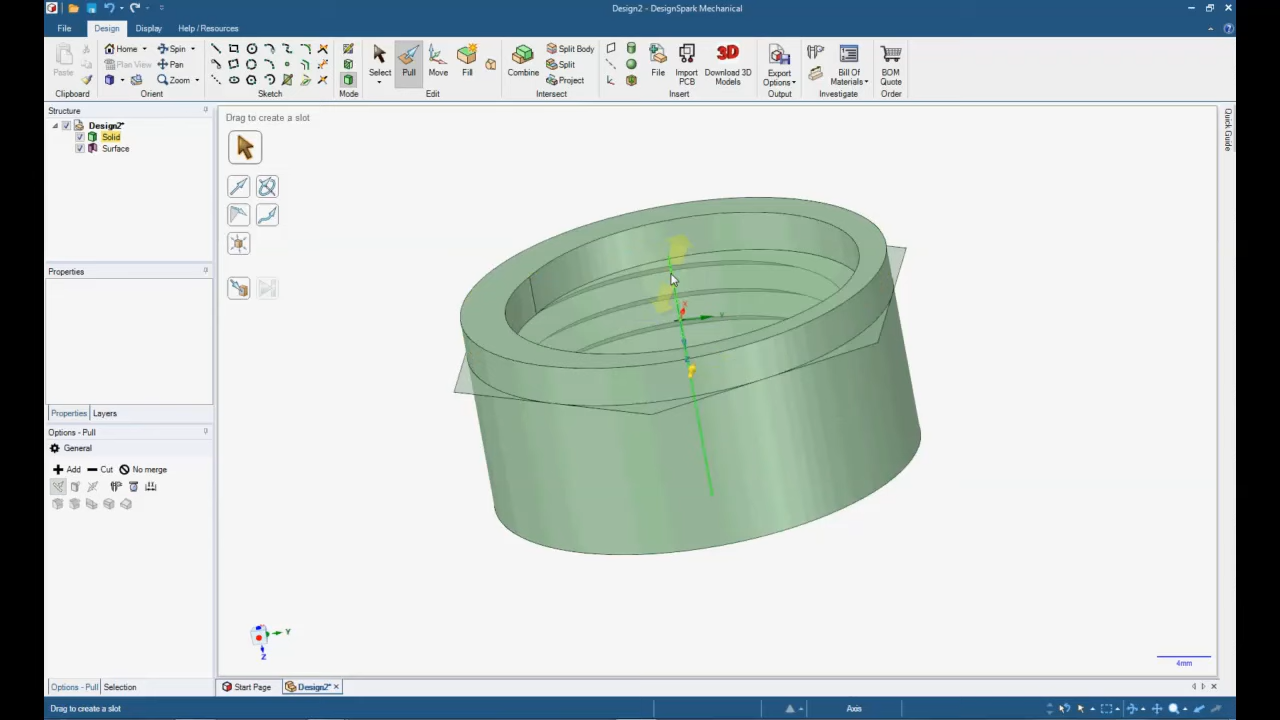 Design2 - DesignSpark Mechanical
File Design Display Help / Resources
Paste
Home Spin
Plan View Pan
Zoom
Select Pull Move Fill
Combine
Split Body
Split
Project
File Import PCB Download 3D Models
Export Options
Bill Of Materials
BOM Quote
Clipboard Orient Sketch Mode Edit Intersect Insert Output Investigate Order
Structure
Design2*
Solid
Surface
Drag to create a slot
Quick Guide
Properties
Properties Layers
Options - Pull
General
Add Cut No merge
X
Y
Y
Z
4mm
Options - Pull Selection
Start Page Design2*
Drag to create a slot
Axis